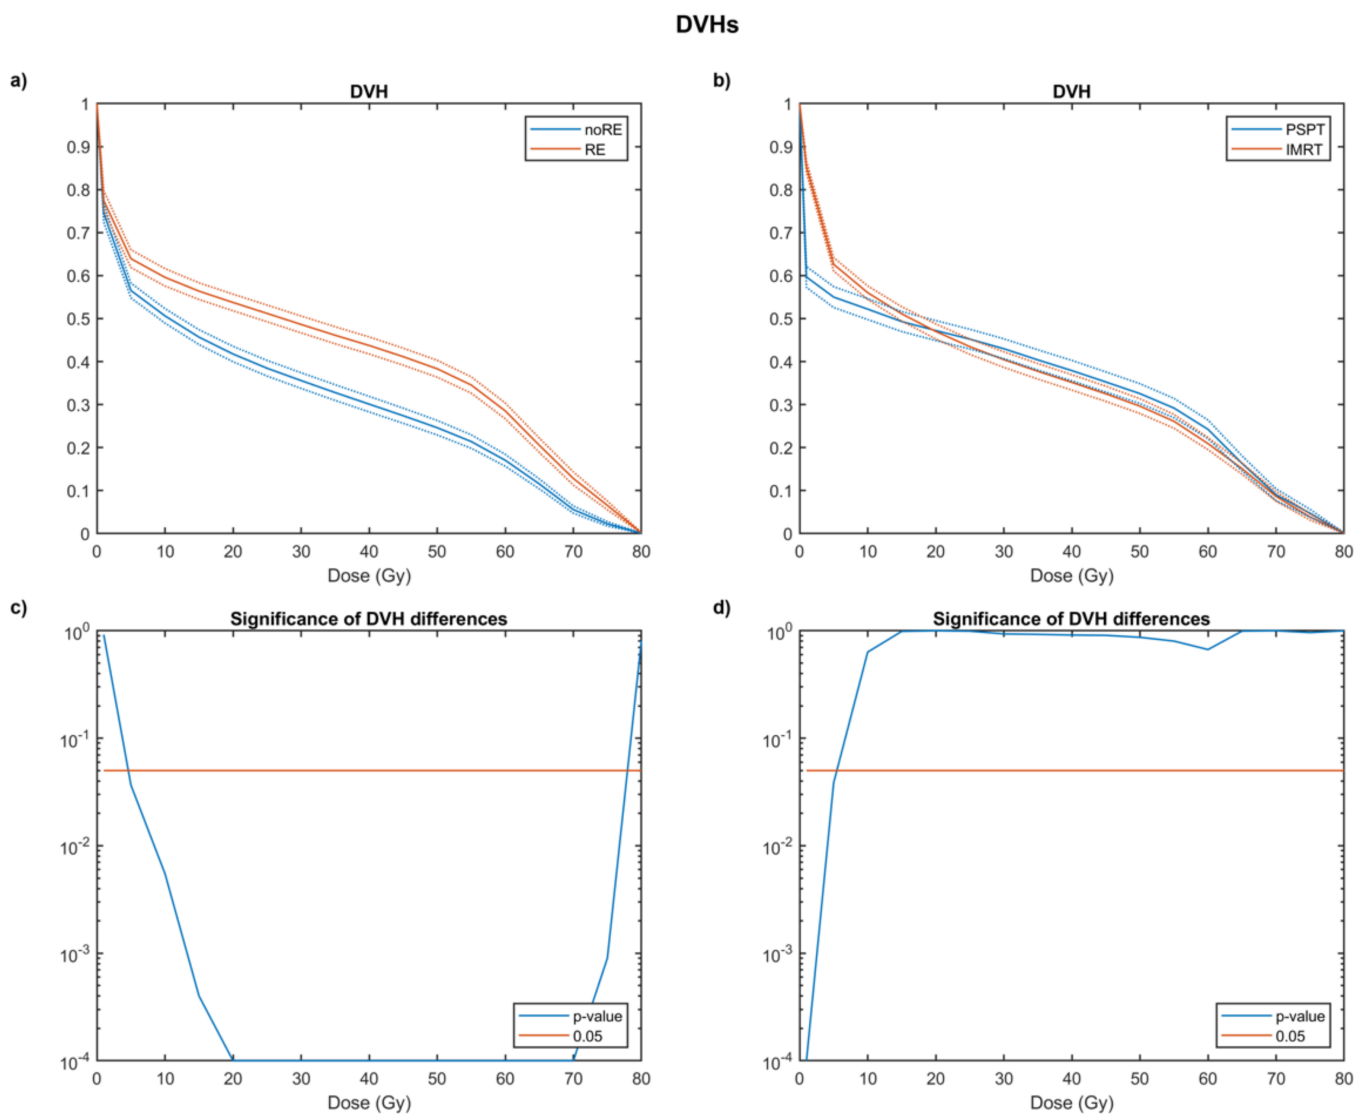 DVHs
a)
DVH
1
0.9
0.8
0.7
0.6
0.5
0.4
0.3
0.2
0.1
0
noRE
RE
0 10 20 30 40 50 60 70 80
Dose (Gy)
b)
DVH
1
0.9
0.8
0.7
0.6
0.5
0.4
0.3
0.2
0.1
0
PSPT
IMRT
0 10 20 30 40 50 60 70 80
Dose (Gy)
c)
Significance of DVH differences
10^0
10^-1
10^-2
10^-3
10^-4
p-value
0.05
0 10 20 30 40 50 60 70 80
Dose (Gy)
d)
Significance of DVH differences
10^0
10^-1
10^-2
10^-3
10^-4
p-value
0.05
0 10 20 30 40 50 60 70 80
Dose (Gy)